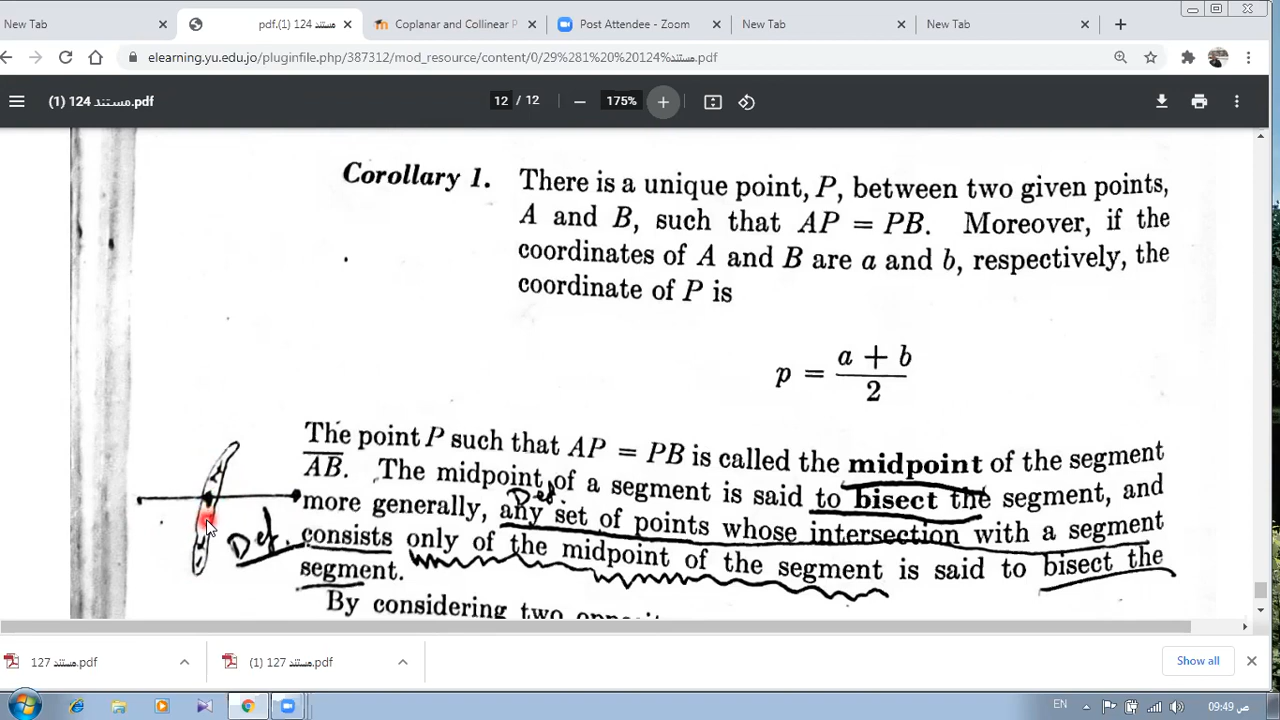 New Tab
مستند 124 (1).pdf
Coplanar and Collinear P
Post Attendee - Zoom
New Tab
New Tab
elearning.yu.edu.jo/pluginfile.php/387312/mod_resource/content/0/29%281%20%20124%مستند.pdf
مستند 124 (1).pdf
12 / 12
175%
Corollary 1. There is a unique point, P, between two given points,
A and B, such that AP = PB. Moreover, if the
coordinates of A and B are a and b, respectively, the
coordinate of P is
p = a + b / 2
The point P such that AP = PB is called the midpoint of the segment
AB. The midpoint of a segment is said to bisect the segment, and
Def.
more generally, any set of points whose intersection with a segment
Def. consists only of the midpoint of the segment is said to bisect the
segment.
By considering two
مستند 127.pdf
مستند 127 (1).pdf
Show all
EN
09:49 ص